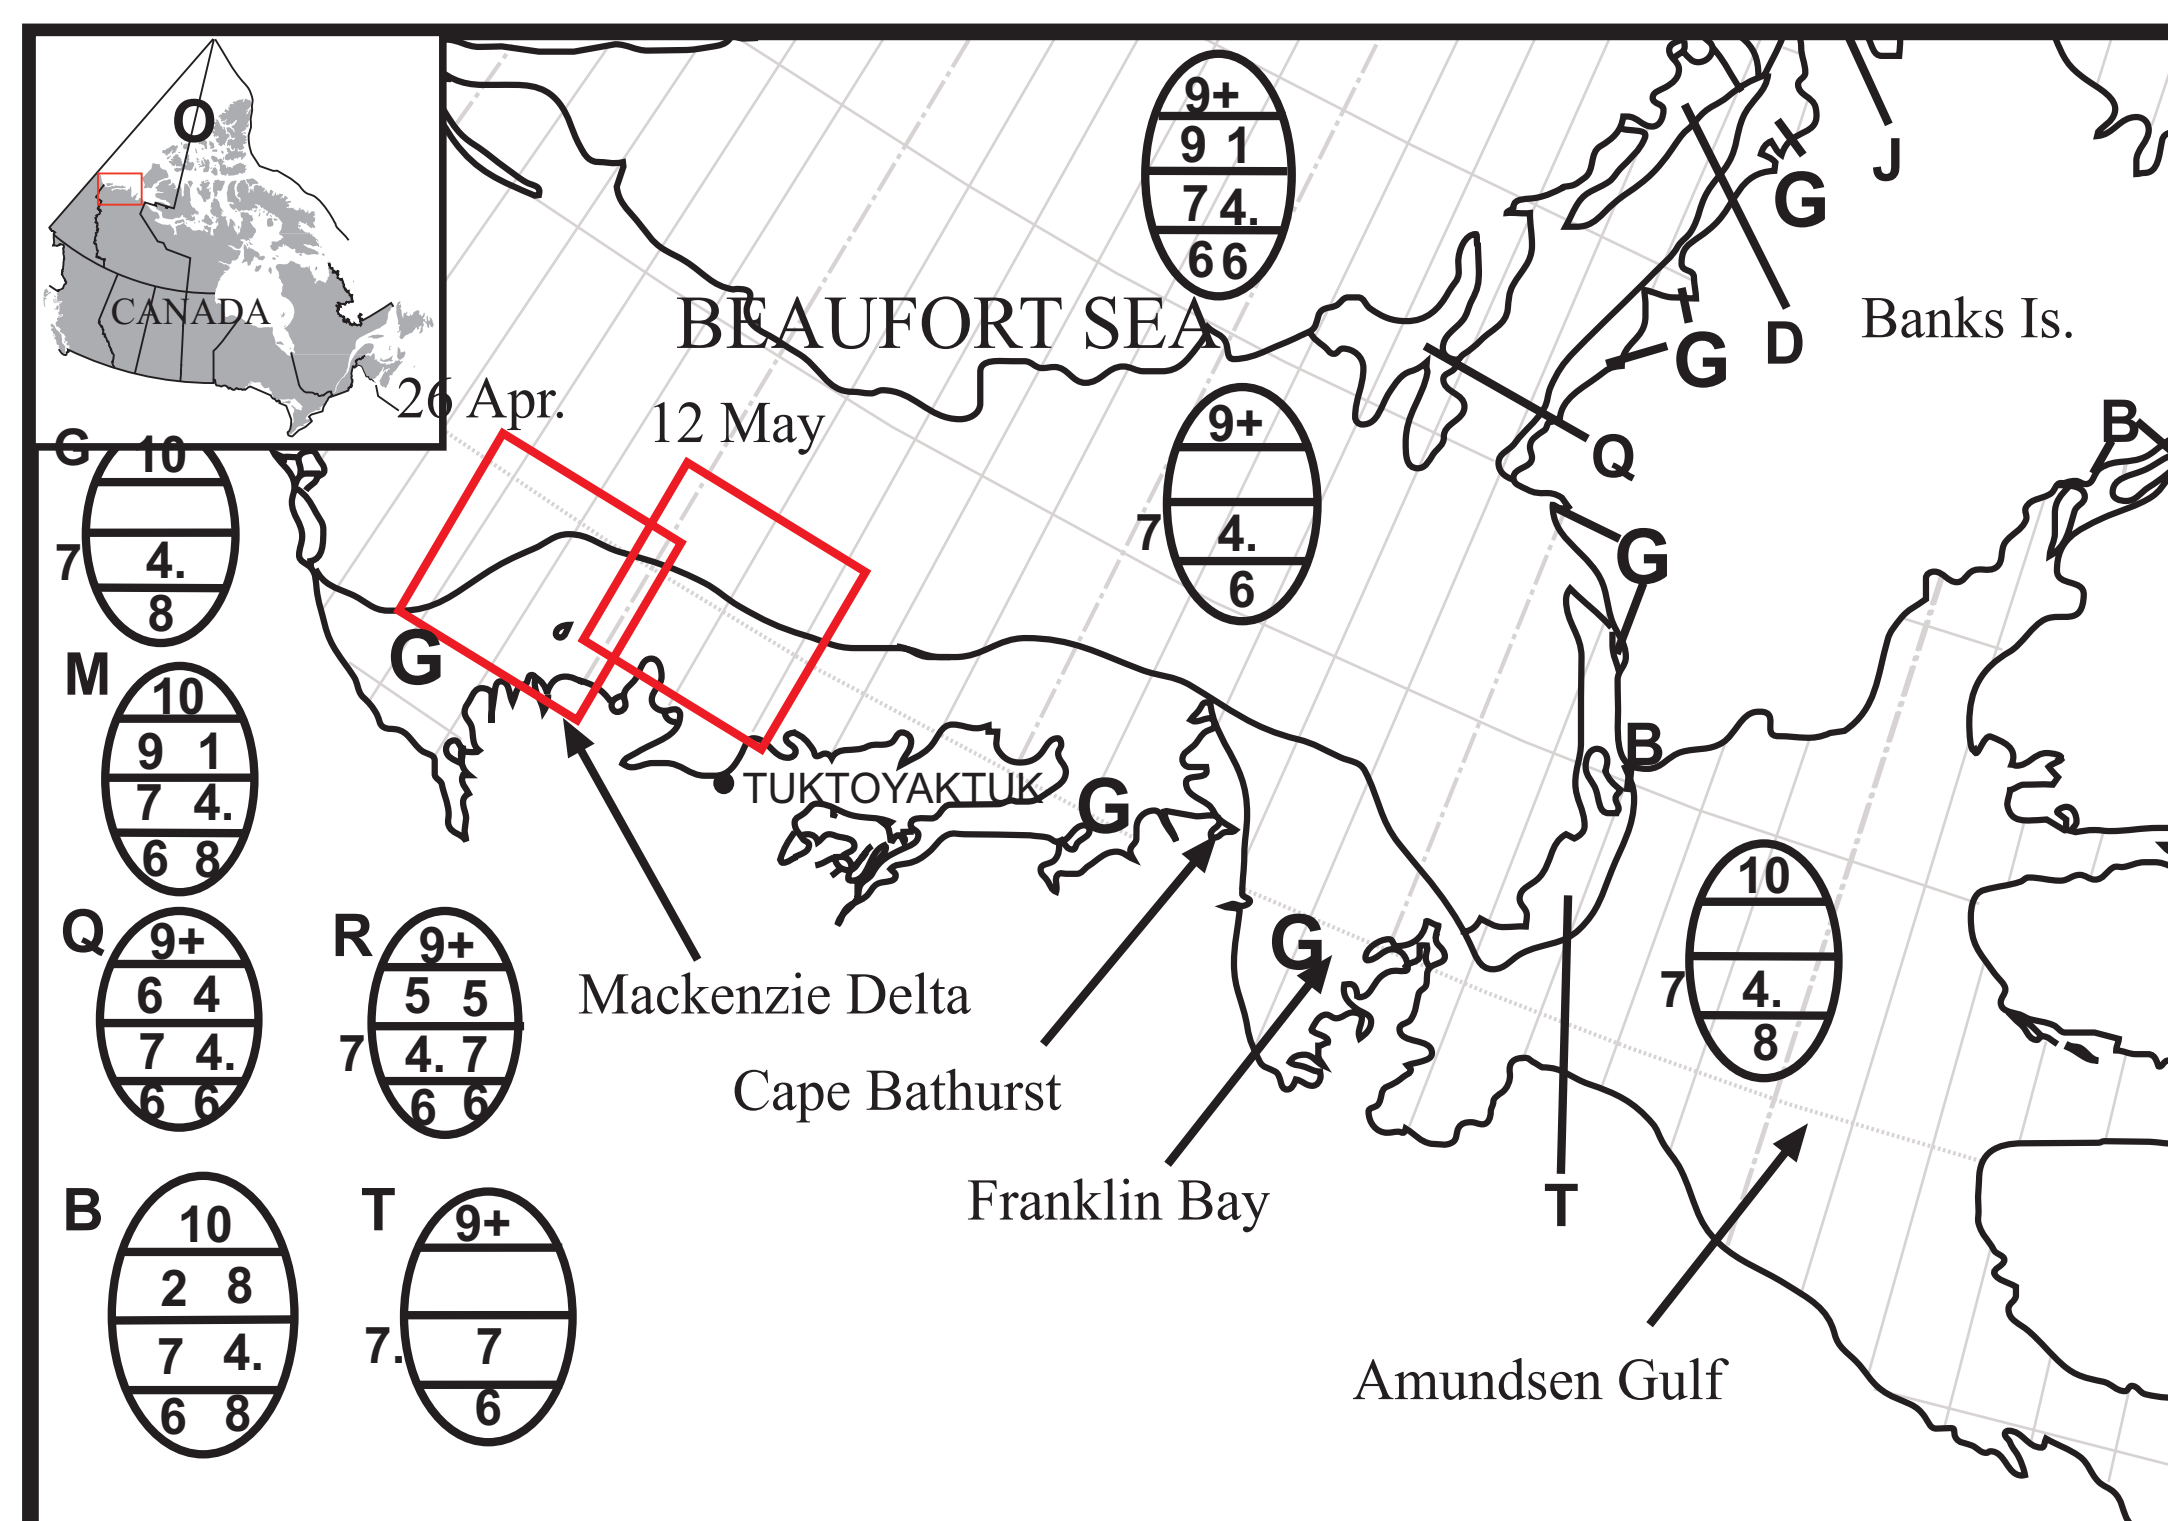 O
CANADA
9+
9 1
7 4.
6 6
J
G
D
Banks Is.
BEAUFORT SEA
26 Apr.
12 May
G
9+
7 4.
6
Q
B
G
10
7 4.
8
G
G
M
10
9 1
7 4.
6 8
B
TUKTOYAKTUK
G
10
7 4.
8
Q
9+
6 4
7 4.
6 6
R
9+
5 5
7 4. 7
6 6
G
Mackenzie Delta
Cape Bathurst
Franklin Bay
T
Amundsen Gulf
B
10
2 8
7 4.
6 8
T
9+
7. 7
6